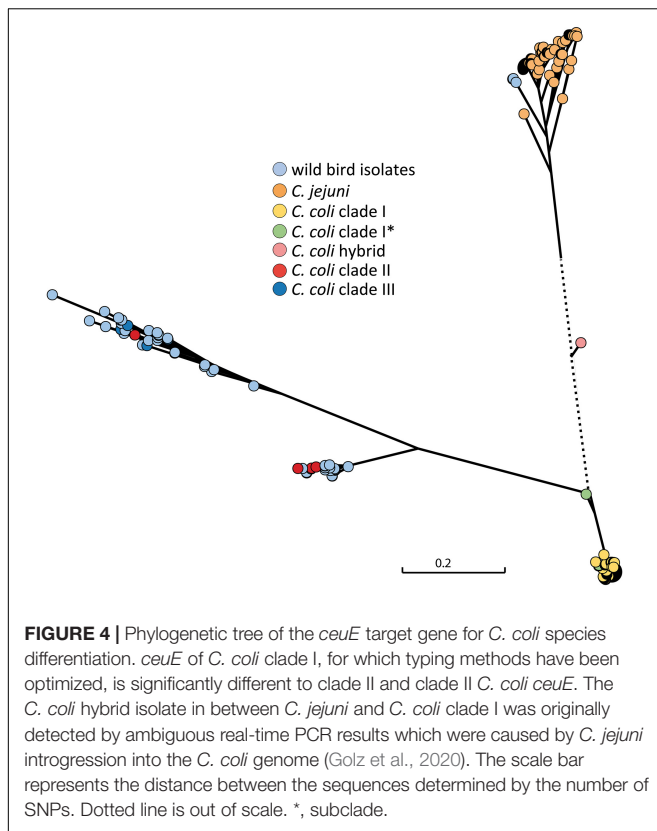 wild bird isolates
C. jejuni
C. coli clade I
C. coli clade I*
C. coli hybrid
C. coli clade II
C. coli clade III
0.2
FIGURE 4 | Phylogenetic tree of the ceuE target gene for C. coli species
differentiation. ceuE of C. coli clade I, for which typing methods have been
optimized, is significantly different to clade II and clade II C. coli ceuE. The
C. coli hybrid isolate in between C. jejuni and C. coli clade I was originally
detected by ambiguous real-time PCR results which were caused by C. jejuni
introgression into the C. coli genome (Golz et al., 2020). The scale bar
represents the distance between the sequences determined by the number of
SNPs. Dotted line is out of scale. *, subclade.